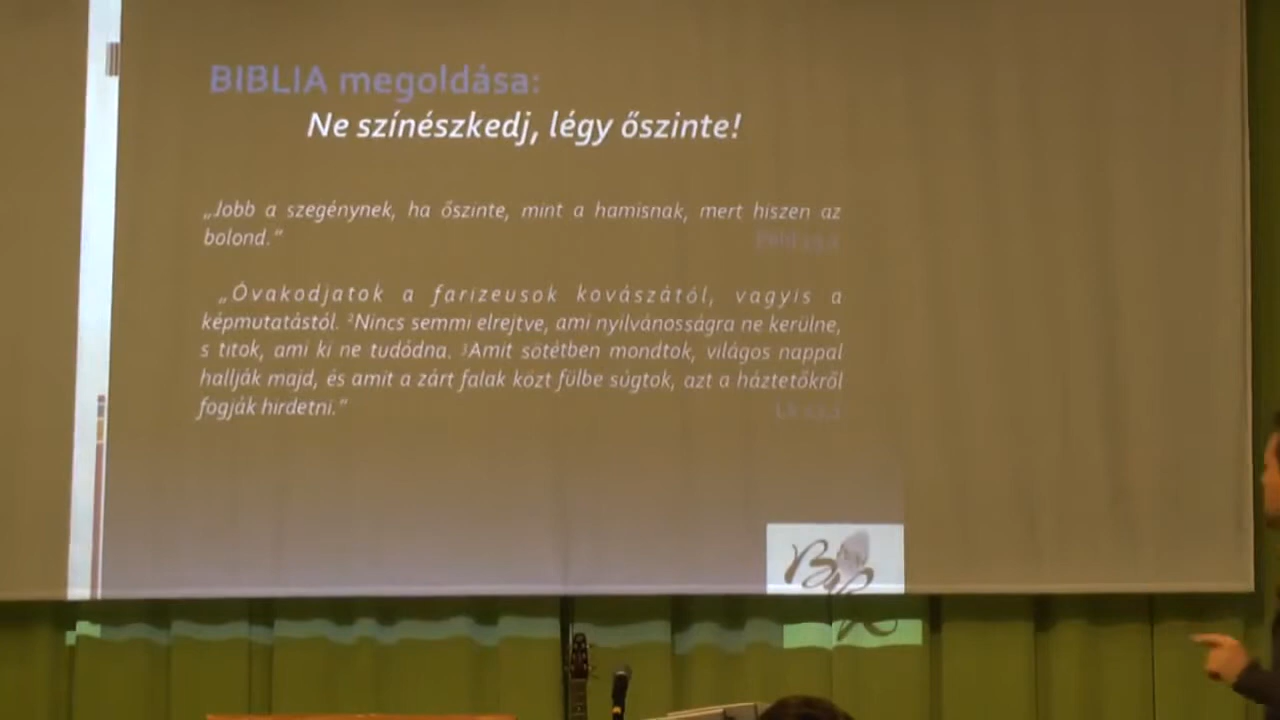 BIBLIA megoldása:
Ne színészkedj, légy őszinte!
„Jobb a szegénynek, ha őszinte, mint a hamisnak, mert hiszen az
bolond.”
„Óvakodjatok a farizeusok kovászától, vagyis a
képmutatástól. ²Nincs semmi elrejtve, ami nyilvánosságra ne kerülne,
s titok, ami ki ne tudódna. ³Amit sötétben mondtok, világos nappal
hallják majd, és amit a zárt falak közt fülbe súgtok, azt a háztetőkről
fogják hirdetni.”